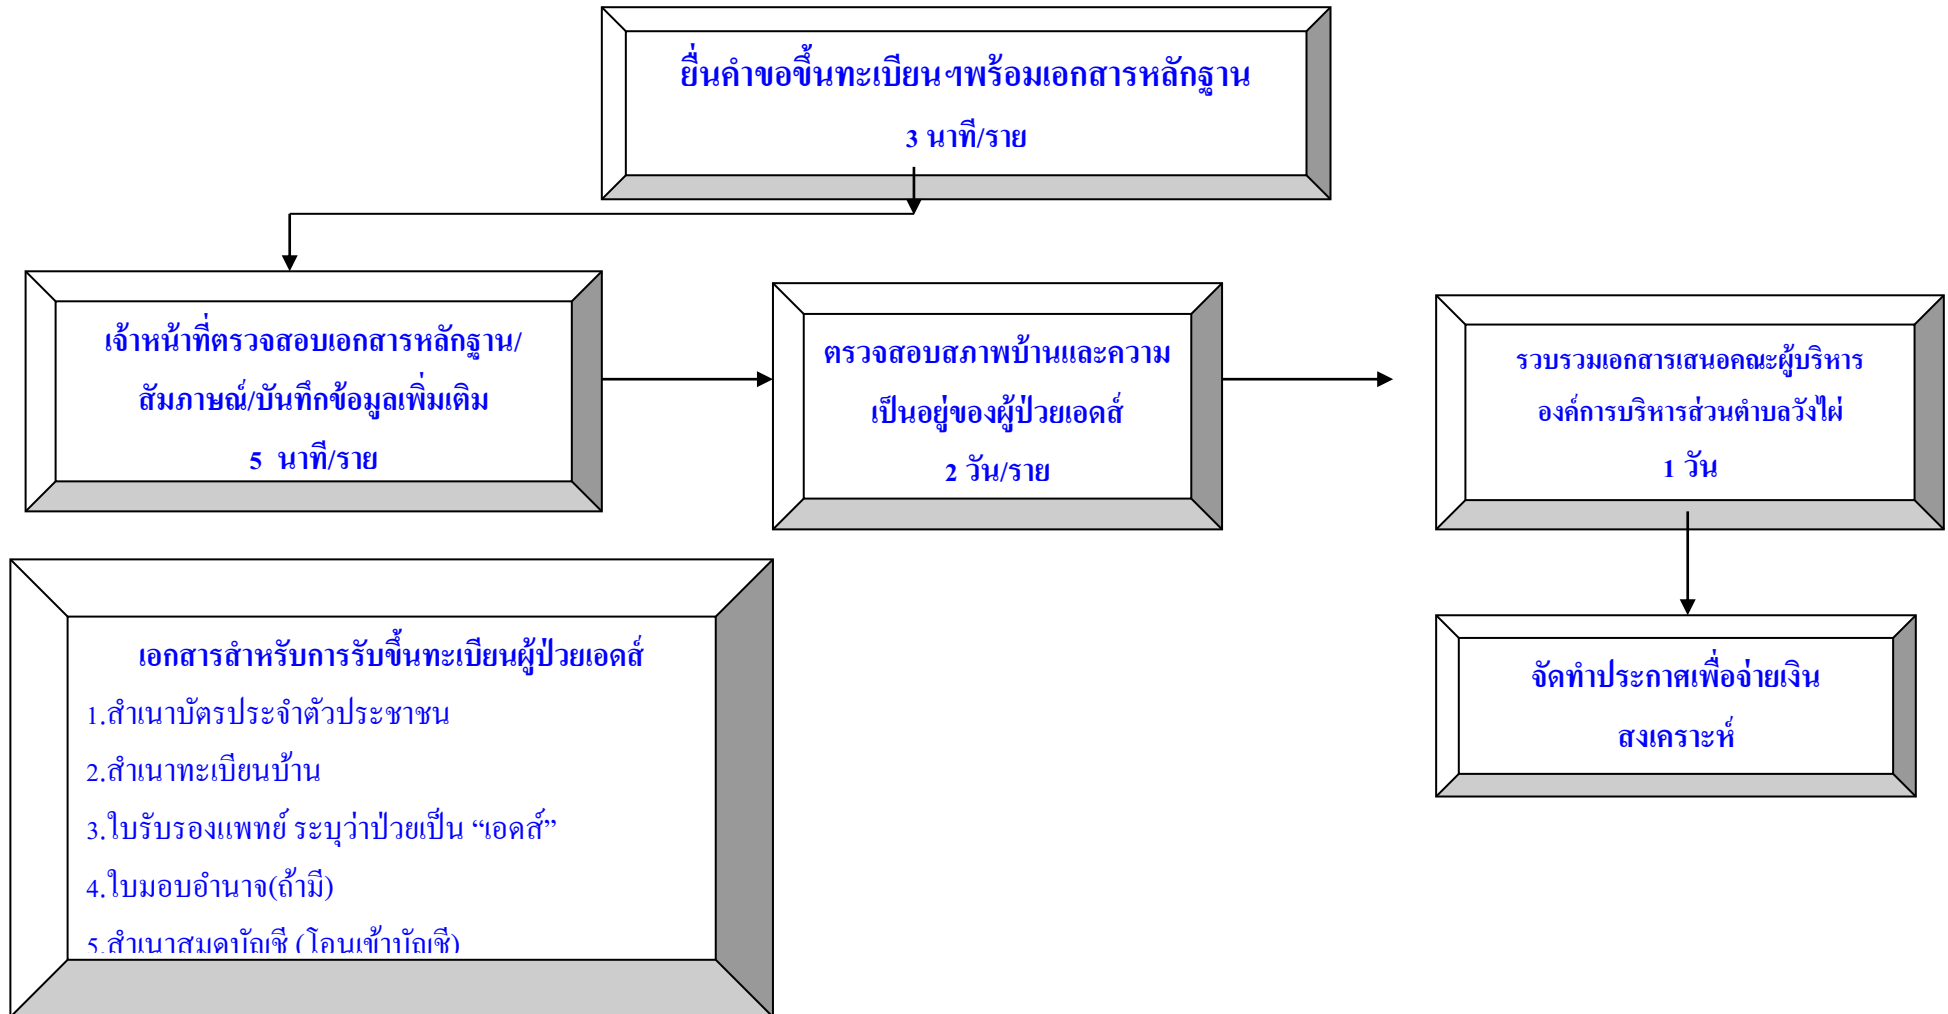 ยื่นคำขอขึ้นทะเบียนฯพร้อมเอกสารหลักฐาน
3 นาที/ราย
เจ้าหน้าที่ตรวจสอบเอกสารหลักฐาน/
สัมภาษณ์/บันทึกข้อมูลเพิ่มเติม
5 นาที/ราย
ตรวจสอบสภาพบ้านและความ
เป็นอยู่ของผู้ป่วยเอดส์
2 วัน/ราย
รวบรวมเอกสารเสนอคณะผู้บริหาร
องค์การบริหารส่วนตำบลวังไผ่
1 วัน
จัดทำประกาศเพื่อจ่ายเงิน
สงเคราะห์
เอกสารสำหรับการรับขึ้นทะเบียนผู้ป่วยเอดส์
1.สำเนาบัตรประจำตัวประชาชน
2.สำเนาทะเบียนบ้าน
3.ใบรับรองแพทย์ ระบุว่าป่วยเป็น “เอดส์”
4.ใบมอบอำนาจ(ถ้ามี)
5.สำเนาสมุดบัญชี (โอนเข้าบัญชี)